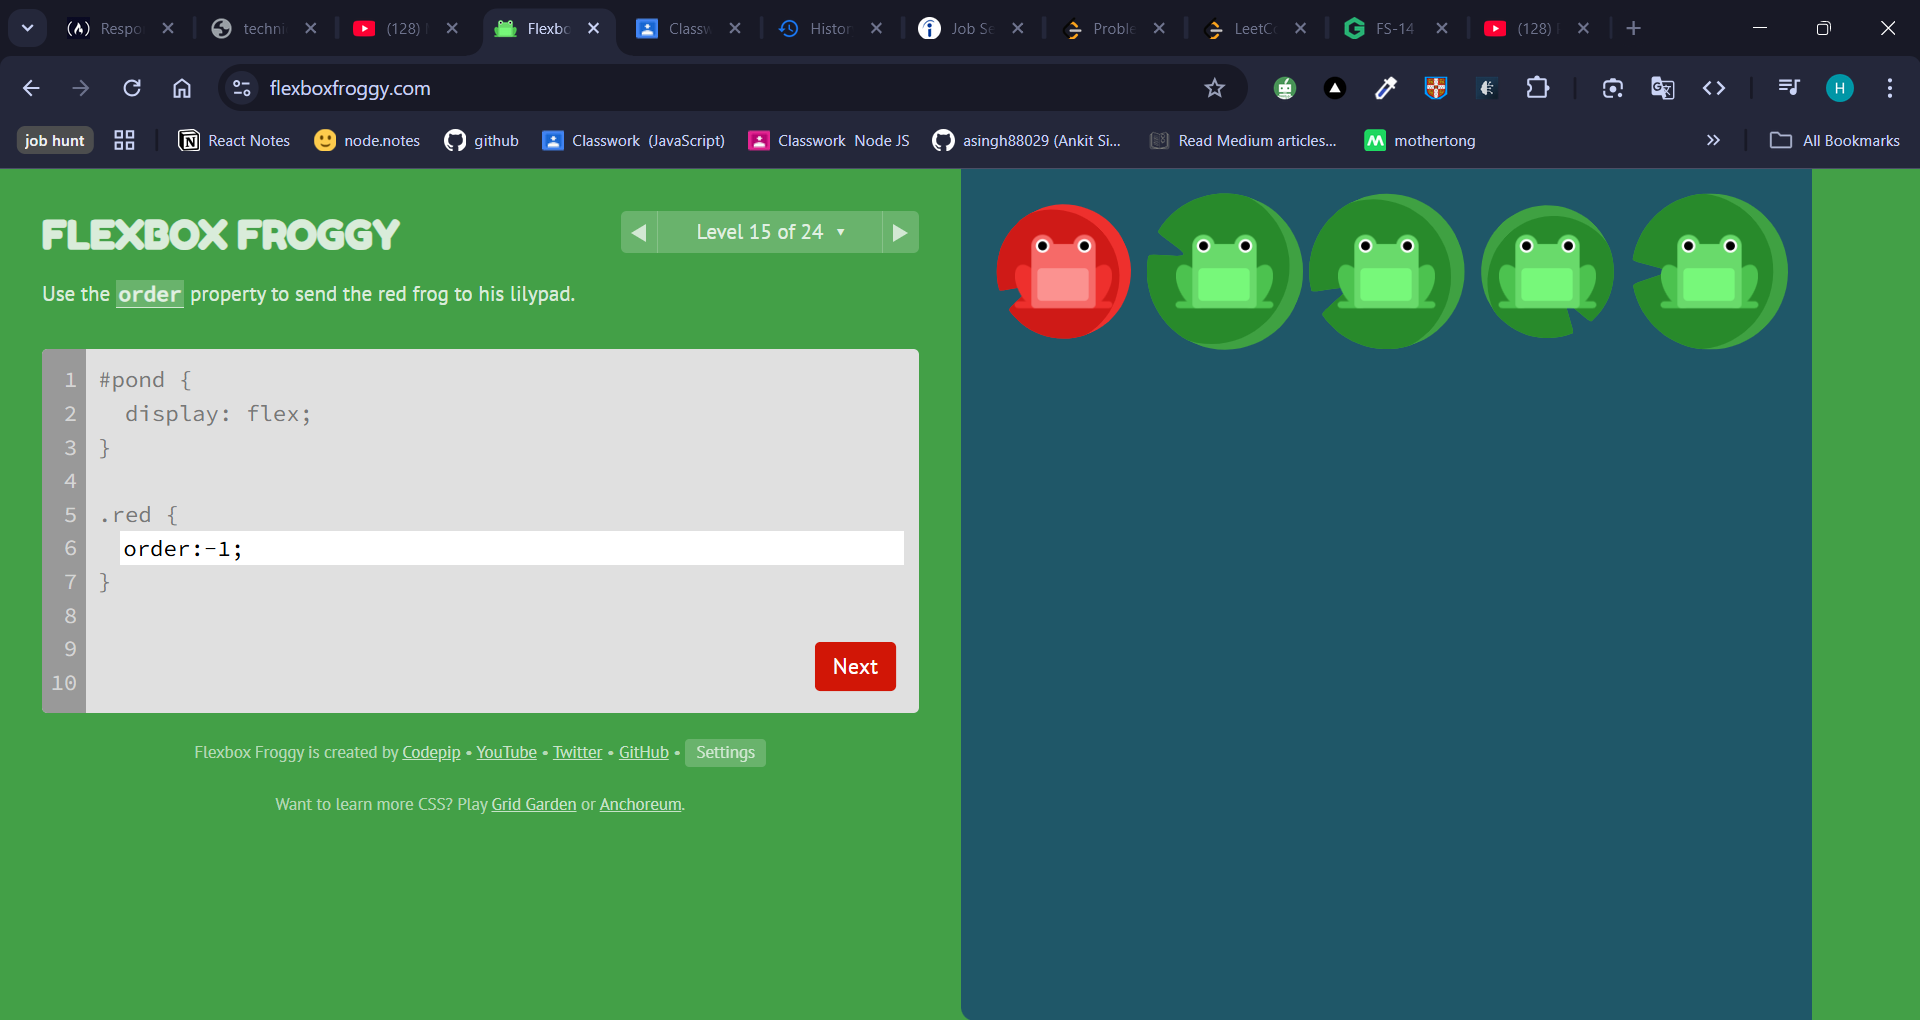 Respo
techni
(128)
Flexbo
Classw
Histor
Job Se
Proble
LeetCo
FS-14
(128)
flexboxfroggy.com
H
job hunt
React Notes
node.notes
github
Classwork (JavaScript)
Classwork Node JS
asingh88029 (Ankit Si...
Read Medium articles...
mothertong
»
All Bookmarks
FLEXBOX FROGGY
Level 15 of 24
Use the order property to send the red frog to his lilypad.
1 #pond {
2 display: flex;
3 }
4
5 .red {
6 order:-1;
7 }
8
9
10
Next
Flexbox Froggy is created by Codepip • YouTube • Twitter • GitHub • Settings
Want to learn more CSS? Play Grid Garden or Anchoreum.